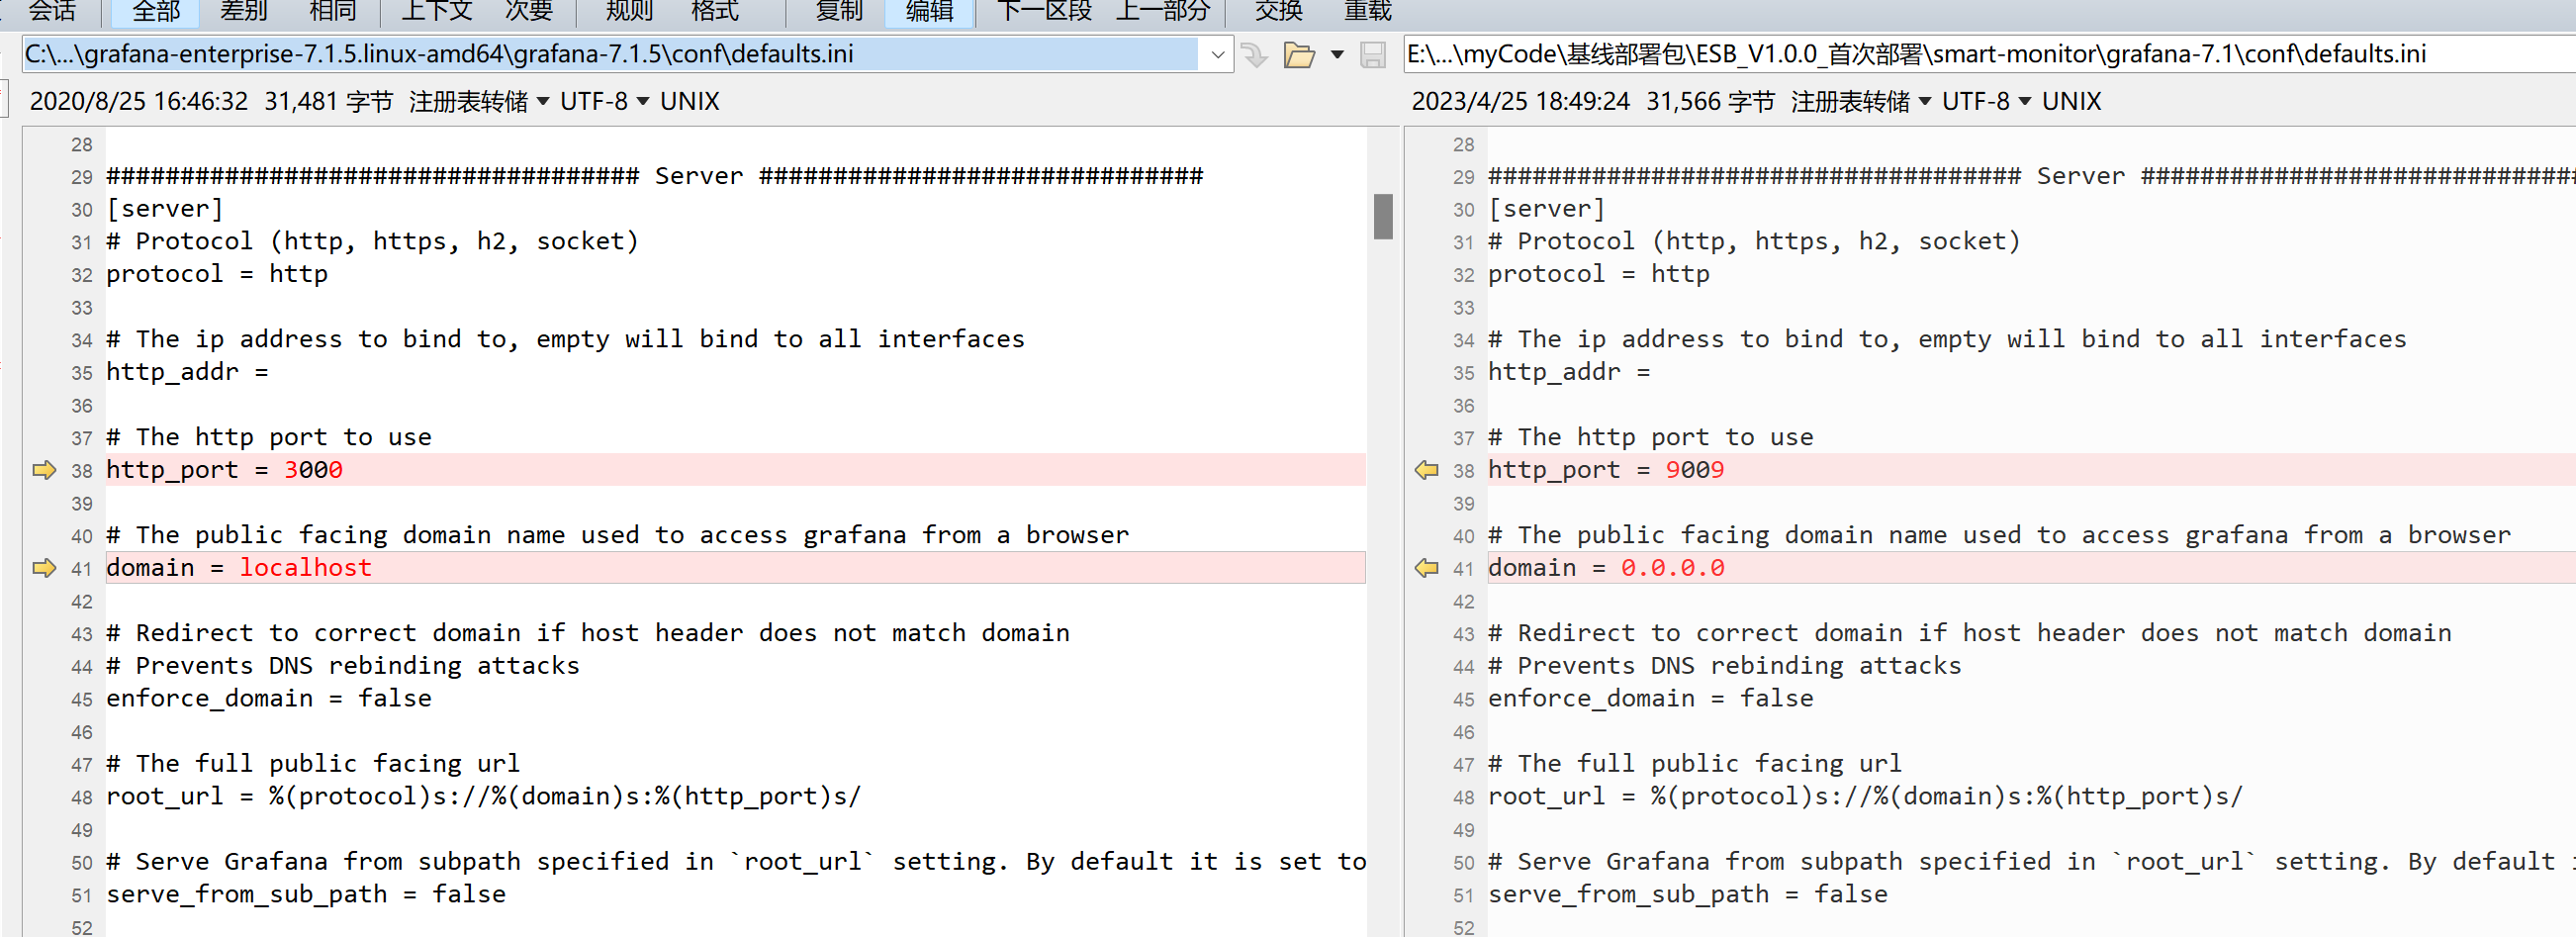 会话 全部 差别 相同 上下文 次要 规则 格式 复制 编辑 下一区段 上一部分 交换 重载
C:\...\grafana-enterprise-7.1.5.linux-amd64\grafana-7.1.5\conf\defaults.ini
2020/8/25 16:46:32 31,481 字节 注册表转储 UTF-8 UNIX
28
29 #################################### Server ##############################
30 [server]
31 # Protocol (http, https, h2, socket)
32 protocol = http
33
34 # The ip address to bind to, empty will bind to all interfaces
35 http_addr =
36
37 # The http port to use
38 http_port = 3000
39
40 # The public facing domain name used to access grafana from a browser
41 domain = localhost
42
43 # Redirect to correct domain if host header does not match domain
44 # Prevents DNS rebinding attacks
45 enforce_domain = false
46
47 # The full public facing url
48 root_url = %(protocol)s://%(domain)s:%(http_port)s/
49
50 # Serve Grafana from subpath specified in `root_url` setting. By default it is set to
51 serve_from_sub_path = false
52
E:\...\myCode\基线部署包\ESB_V1.0.0_首次部署\smart-monitor\grafana-7.1\conf\defaults.ini
2023/4/25 18:49:24 31,566 字节 注册表转储 UTF-8 UNIX
28
29 #################################### Server ##############################
30 [server]
31 # Protocol (http, https, h2, socket)
32 protocol = http
33
34 # The ip address to bind to, empty will bind to all interfaces
35 http_addr =
36
37 # The http port to use
38 http_port = 9009
39
40 # The public facing domain name used to access grafana from a browser
41 domain = 0.0.0.0
42
43 # Redirect to correct domain if host header does not match domain
44 # Prevents DNS rebinding attacks
45 enforce_domain = false
46
47 # The full public facing url
48 root_url = %(protocol)s://%(domain)s:%(http_port)s/
49
50 # Serve Grafana from subpath specified in `root_url` setting. By default
51 serve_from_sub_path = false
52